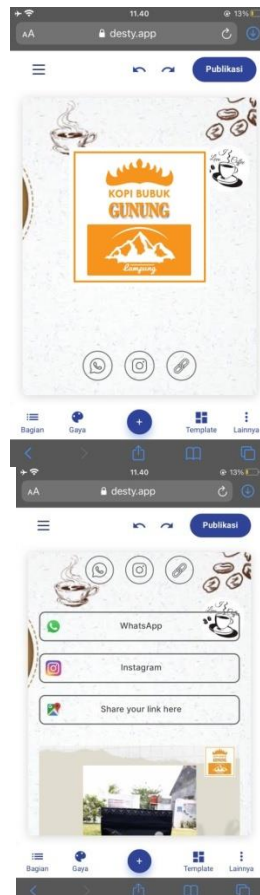 11.40
13%
AA
desty.app
Publikasi
KOPI BUBUK
GUNUNG
Lampung
Bagian
Gaya
Template
Lainnya
11.40
13%
AA
desty.app
Publikasi
WhatsApp
Instagram
Share your link here
Bagian
Gaya
Template
Lainnya